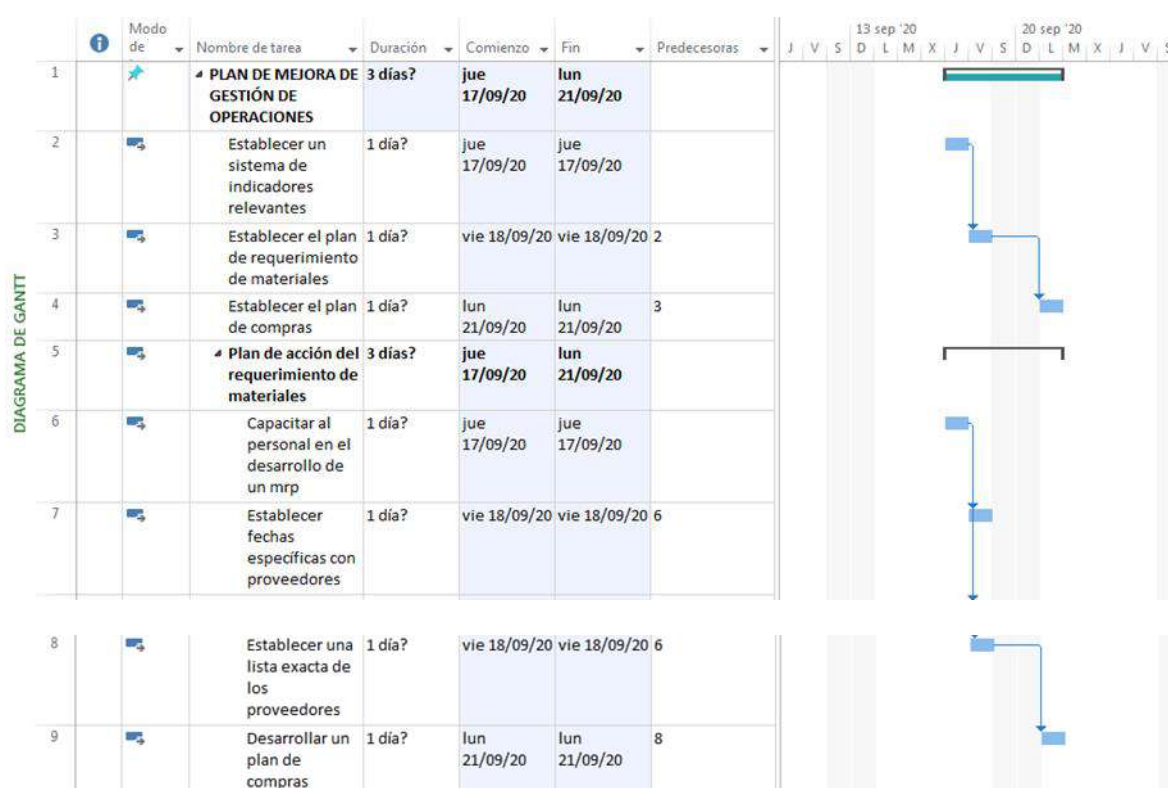 DIAGRAMA DE GANTT
Modo de Nombre de tarea Duración Comienzo Fin Predecesoras
13 sep '20 20 sep '20
J V S D L M X J V S D L M X J V S
1 PLAN DE MEJORA DE 3 días? jue lun
GESTIÓN DE 17/09/20 21/09/20
OPERACIONES
2 Establecer un 1 día? jue jue
sistema de 17/09/20 17/09/20
indicadores
relevantes
3 Establecer el plan 1 día? vie 18/09/20 vie 18/09/20 2
de requerimiento
de materiales
4 Establecer el plan 1 día? lun lun 3
de compras 21/09/20 21/09/20
5 Plan de acción del 3 días? jue lun
requerimiento de 17/09/20 21/09/20
materiales
6 Capacitar al 1 día? jue jue
personal en el 17/09/20 17/09/20
desarrollo de
un mrp
7 Establecer 1 día? vie 18/09/20 vie 18/09/20 6
fechas
específicas con
proveedores
8 Establecer una 1 día? vie 18/09/20 vie 18/09/20 6
lista exacta de
los
proveedores
9 Desarrollar un 1 día? lun lun 8
plan de 21/09/20 21/09/20
compras